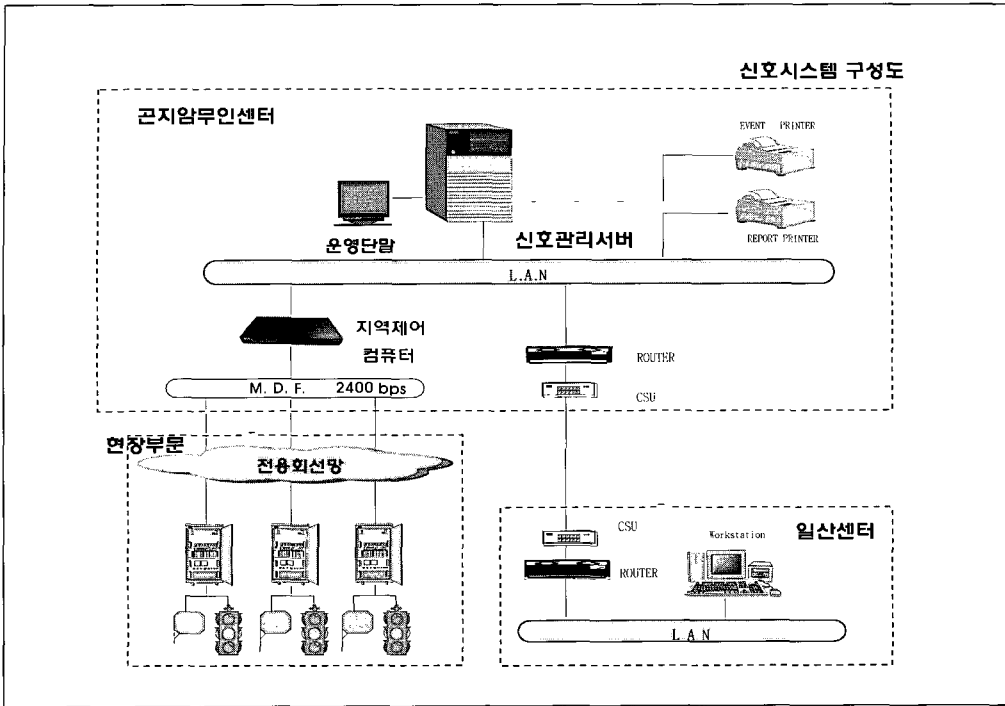 신호시스템 구성도
곤지암무인센터
EVENT PRINTER
운영단말
신호관리서버
REPORT PRINTER
L.A.N
지역제어
컴퓨터
ROUTER
M. D. F. 2400 bps
CSU
현장부문
전용회선망
CSU
Workstation
일산센터
ROUTER
L A N